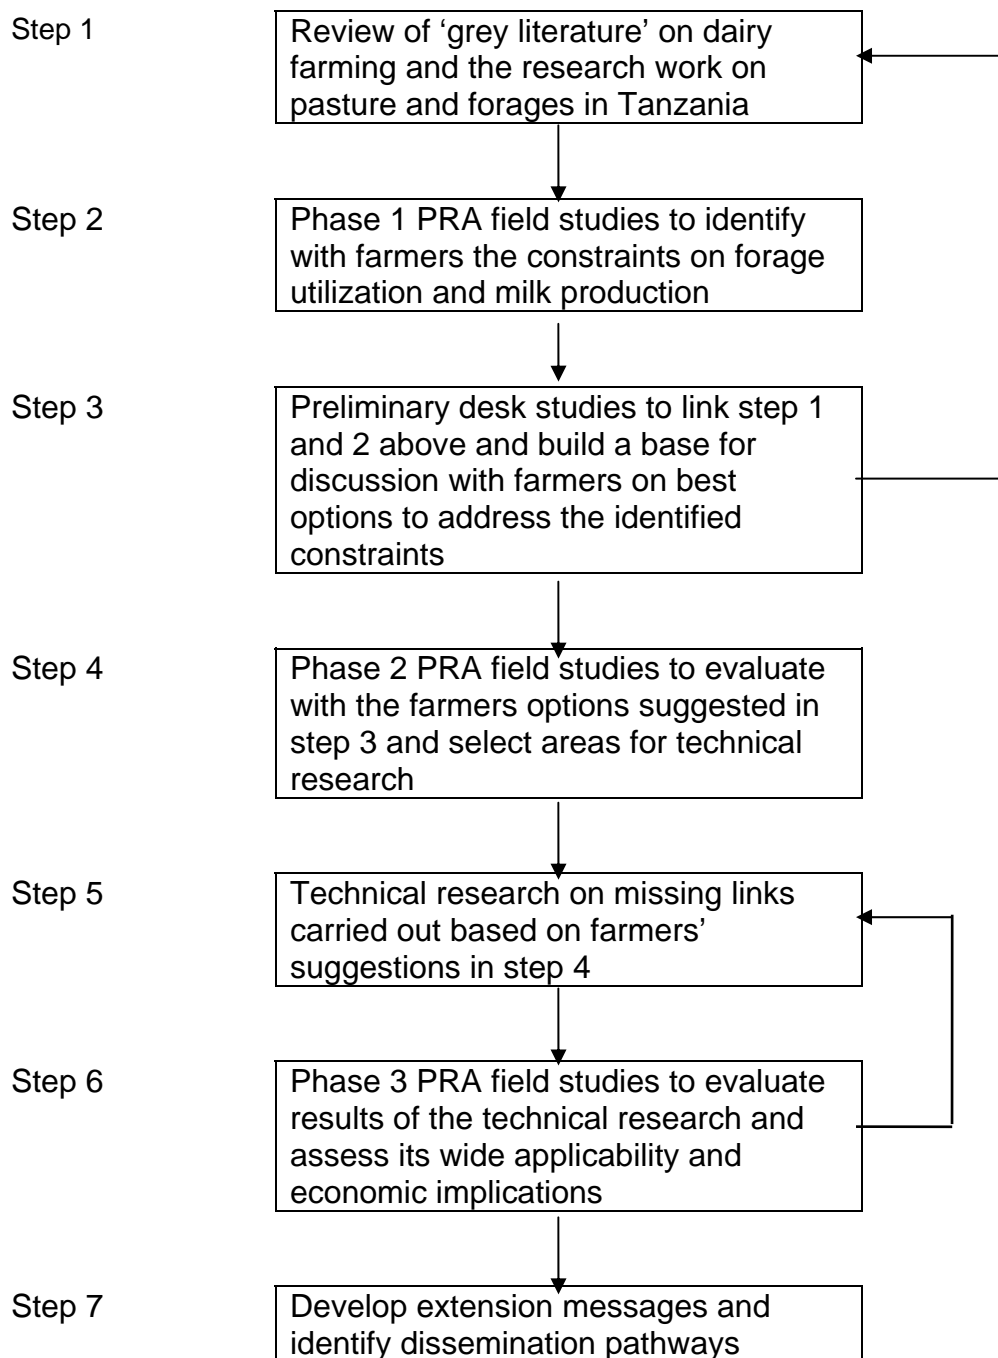 Step 1
Review of ‘grey literature’ on dairy
farming and the research work on
pasture and forages in Tanzania
Step 2
Phase 1 PRA field studies to identify
with farmers the constraints on forage
utilization and milk production
Step 3
Preliminary desk studies to link step 1
and 2 above and build a base for
discussion with farmers on best
options to address the identified
constraints
Step 4
Phase 2 PRA field studies to evaluate
with the farmers options suggested in
step 3 and select areas for technical
research
Step 5
Technical research on missing links
carried out based on farmers’
suggestions in step 4
Step 6
Phase 3 PRA field studies to evaluate
results of the technical research and
assess its wide applicability and
economic implications
Step 7
Develop extension messages and
identify dissemination pathways